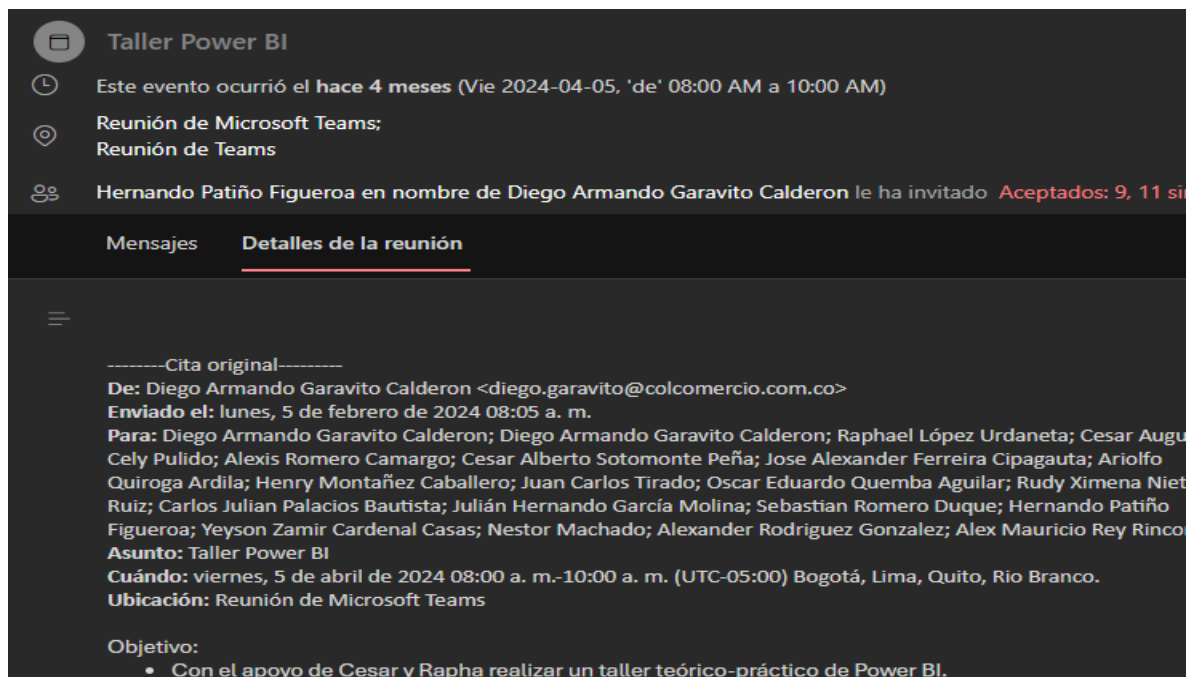 Taller Power BI
Este evento ocurrió el hace 4 meses (Vie 2024-04-05, 'de' 08:00 AM a 10:00 AM)
Reunión de Microsoft Teams;
Reunión de Teams
Hernando Patiño Figueroa en nombre de Diego Armando Garavito Calderon le ha invitado Aceptados: 9, 11 sin
Mensajes Detalles de la reunión
--------Cita original---------
De: Diego Armando Garavito Calderon <diego.garavito@colcomercio.com.co>
Enviado el: lunes, 5 de febrero de 2024 08:05 a. m.
Para: Diego Armando Garavito Calderon; Diego Armando Garavito Calderon; Raphael López Urdaneta; Cesar Augu
Cely Pulido; Alexis Romero Camargo; Cesar Alberto Sotomonte Peña; Jose Alexander Ferreira Cipagauta; Ariolfo
Quiroga Ardila; Henry Montañez Caballero; Juan Carlos Tirado; Oscar Eduardo Quemba Aguilar; Rudy Ximena Niet
Ruiz; Carlos Julian Palacios Bautista; Julián Hernando García Molina; Sebastian Romero Duque; Hernando Patiño
Figueroa; Yeyson Zamir Cardenal Casas; Nestor Machado; Alexander Rodriguez Gonzalez; Alex Mauricio Rey Rincon
Asunto: Taller Power BI
Cuándo: viernes, 5 de abril de 2024 08:00 a. m.-10:00 a. m. (UTC-05:00) Bogotá, Lima, Quito, Rio Branco.
Ubicación: Reunión de Microsoft Teams
Objetivo:
• Con el apoyo de Cesar y Rapha realizar un taller teórico-práctico de Power BI.